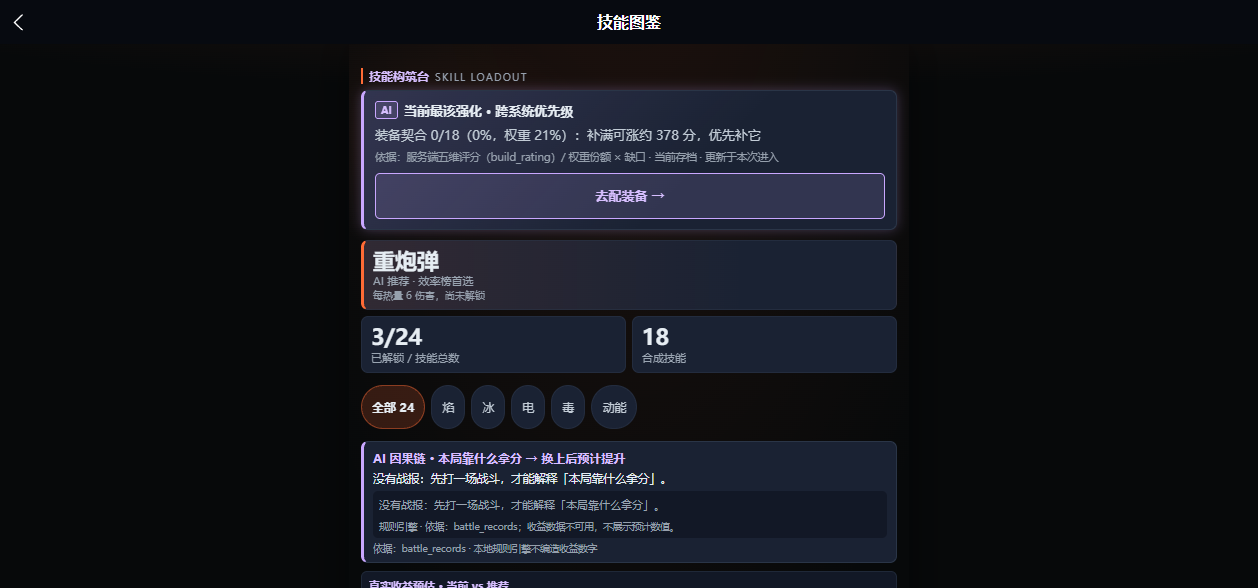 技能图鉴
技能构筑台 SKILL LOADOUT
AI 当前最该强化 · 跨系统优先级
装备契合 0/18（0%，权重 21%）：补满可涨约 378 分，优先补它
依据：服务端五维评分（build_rating）/ 权重份额 × 缺口 · 当前存档 · 更新于本次进入
去配装备 →
重炮弹
AI 推荐 · 效率榜首选
每热量 6 伤害，尚未解锁
3/24
已解锁 / 技能总数
18
合成技能
全部 24 焰 冰 电 毒 动能
AI 因果链 · 本局靠什么拿分 → 换上后预计提升
没有战报：先打一场战斗，才能解释「本局靠什么拿分」。
没有战报：先打一场战斗，才能解释「本局靠什么拿分」。
规则引擎 · 依据：battle_records；收益数据不可用，不展示预计数值。
依据：battle_records · 本地规则引擎不编造收益数字
真实收益预估 · 当前 vs 推荐